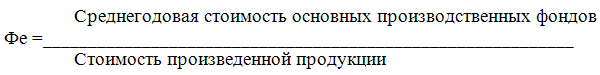 Среднегодовая стоимость основных производственных фондов
Фе =
Стоимость произведенной продукции